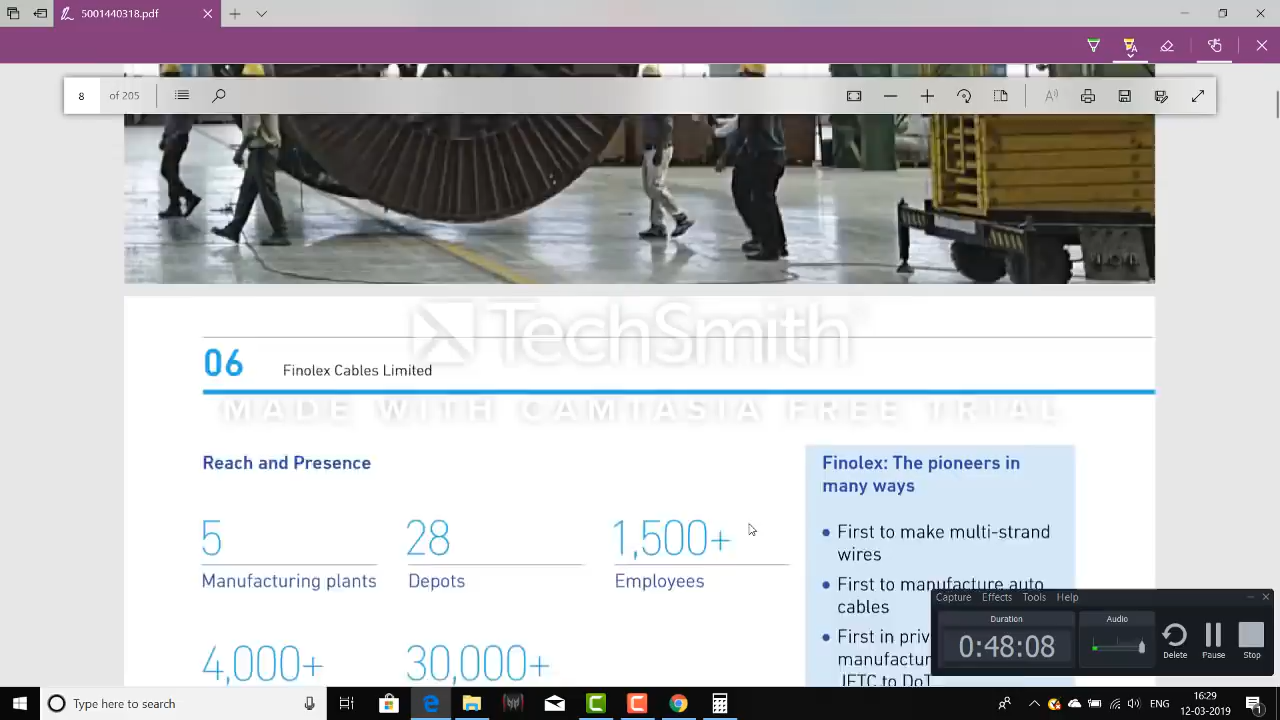 5001440318.pdf
8 of 205
TechSmith
MADE WITH CAMTASIA FREE TRIAL
06 Finolex Cables Limited
Reach and Presence
5
Manufacturing plants
28
Depots
1,500+
Employees
4,000+
30,000+
Finolex: The pioneers in
many ways
• First to make multi-strand
wires
• First to manufacture auto
cables
• First in priv
manufactur
JFTC to DoT
Capture Effects Tools Help
Duration
0:48:08
Audio
Delete
Pause
Stop
Type here to search
ENG
16:29
12-03-2019